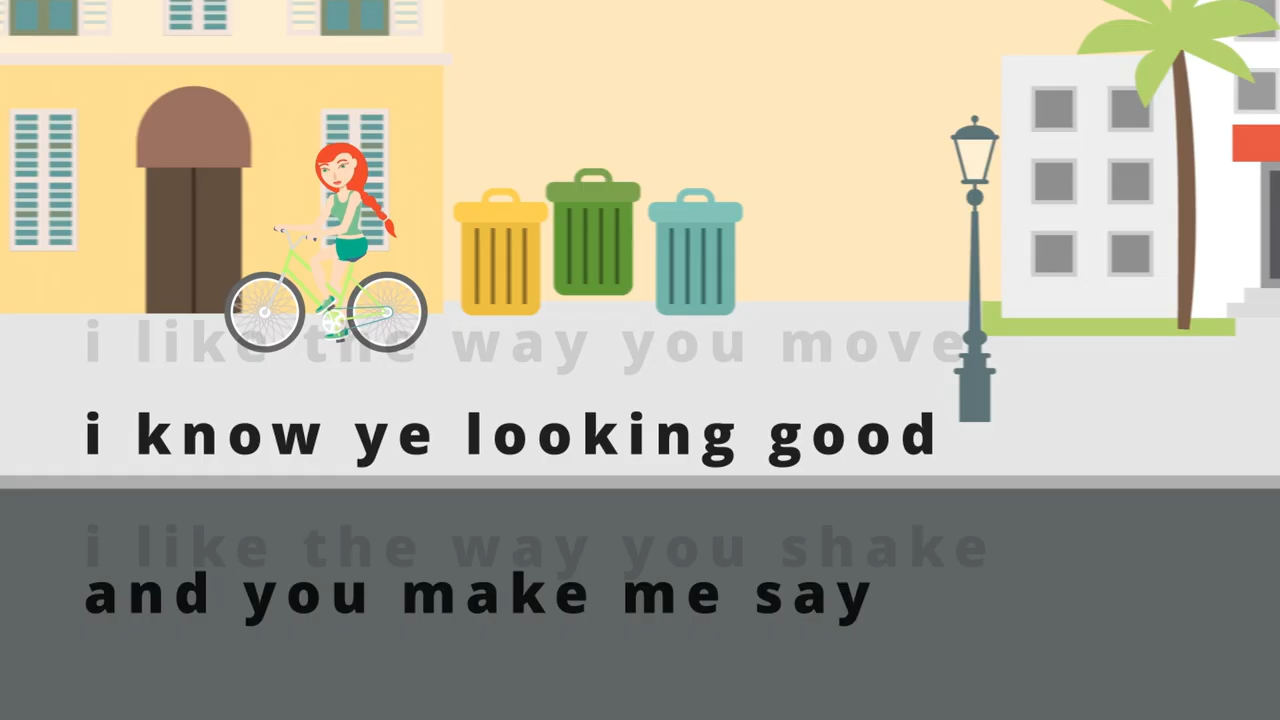 i like the way you move
i know ye looking good
i like the way you shake
and you make me say